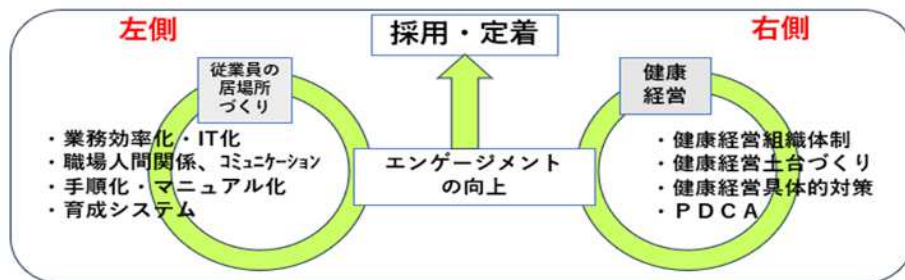 左側
採用・定着
右側
従業員の
居場所
づくり
健康
経営
・業務効率化・IT化
・職場人間関係、ｺﾐｭﾆｹｰｼｮﾝ
・手順化・マニュアル化
・育成システム
エンゲージメント
の向上
・健康経営組織体制
・健康経営土台づくり
・健康経営具体的対策
・ＰＤＣＡ